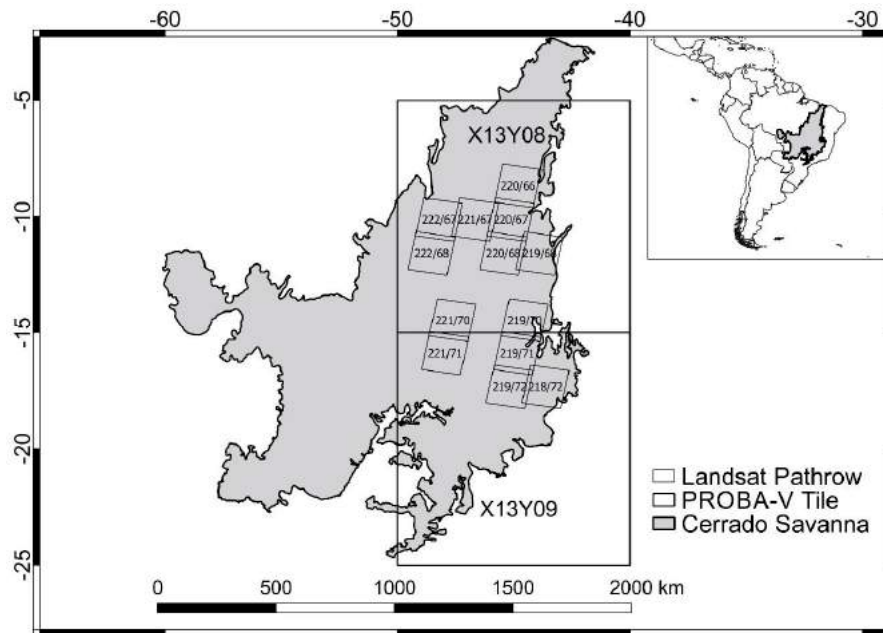 -60 -50 -40 -30
-5
X13Y08
220/66
222/67 221/67 220/67
-10
222/68 220/68 219/68
221/70 219/70
-15
221/71 219/71
219/72 218/72
-20
Landsat Pathrow
PROBA-V Tile
X13Y09
Cerrado Savanna
-25
0 500 1000 1500 2000 km